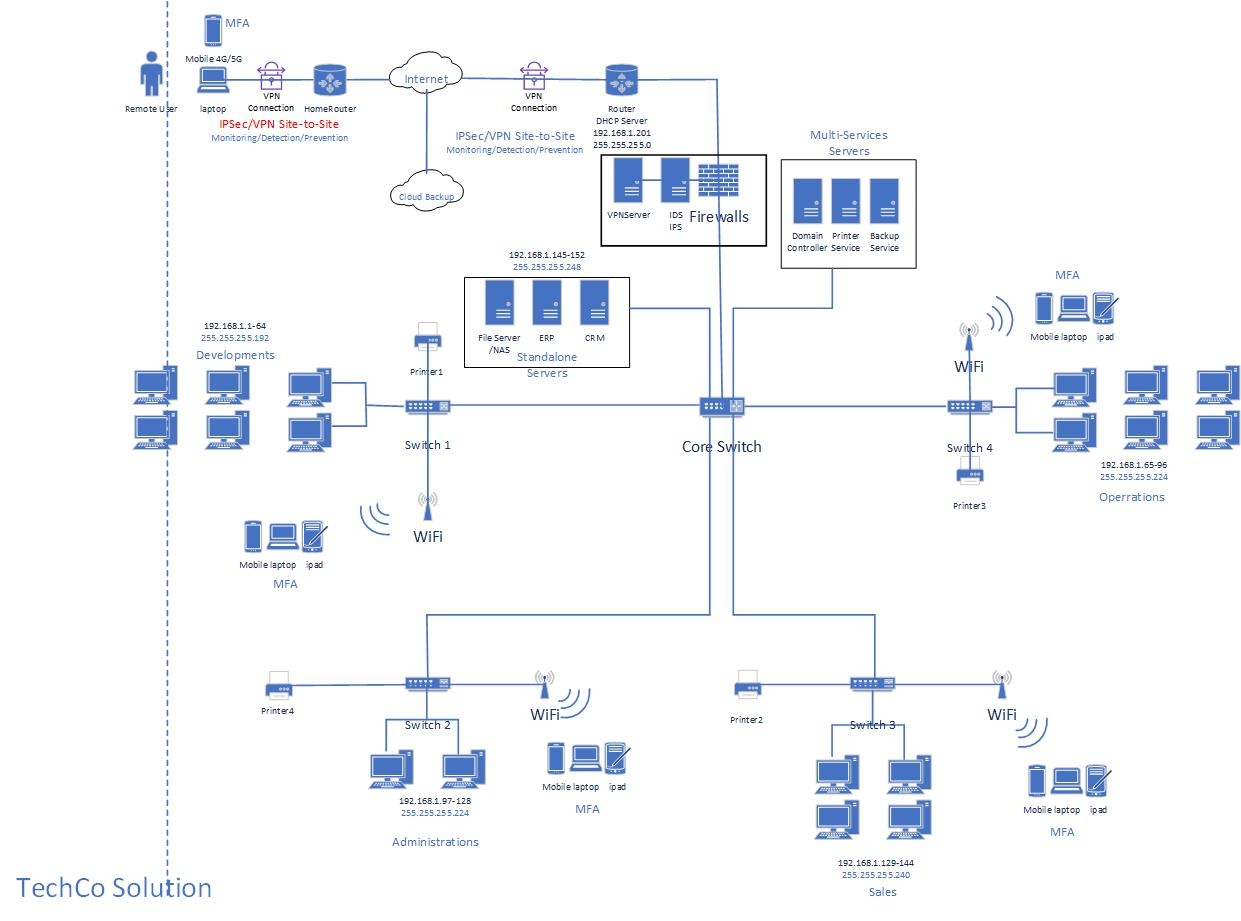 MFA
Mobile 4G/5G
Remote User
laptop
VPN
Connection
HomeRouter
IPSec/VPN Site-to-Site
Monitoring/Detection/Prevention
Internet
Cloud Backup
VPN
Connection
IPSec/VPN Site-to-Site
Monitoring/Detection/Prevention
Router
DHCP Server
192.168.1.201
255.255.255.0
VPNServer
IDS
IPS
Firewalls
Multi-Services
Servers
Domain
Controller
Printer
Service
Backup
Service
192.168.1.145-152
255.255.255.248
File Server
/NAS
ERP
CRM
Standalone
Servers
192.168.1.1-64
255.255.255.192
Developments
Printer1
Switch 1
WiFi
Mobile laptop ipad
MFA
Core Switch
MFA
Mobile laptop ipad
WiFi
Switch 4
Printer3
192.168.1.65-96
255.255.255.224
Operrations
Printer4
Switch 2
WiFi
192.168.1.97-128
255.255.255.224
Administrations
Mobile laptop ipad
MFA
Printer2
Switch 3
WiFi
Mobile laptop ipad
MFA
192.168.1.129-144
255.255.255.240
Sales
TechCo Solution